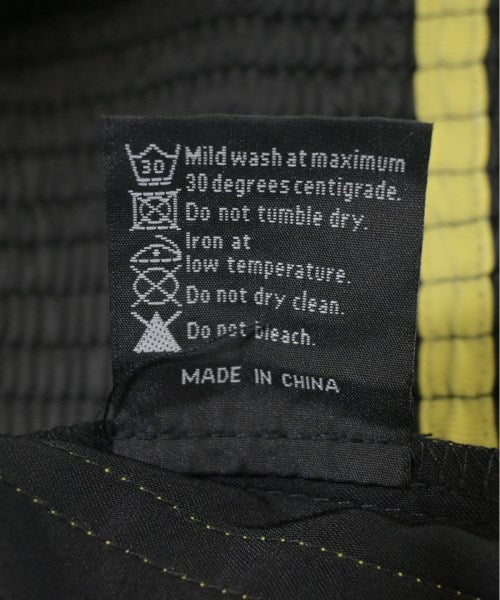 30 Mild wash at maximum
30 degrees centigrade.
Do not tumble dry.
Iron at
low temperature.
Do not dry clean.
Do not bleach.
MADE IN CHINA